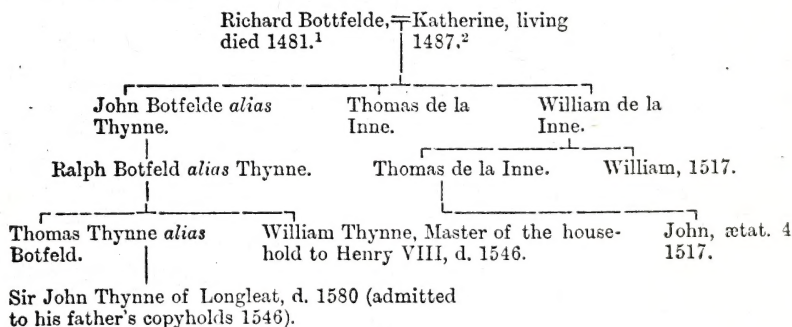 Richard Bottfelde,=Katherine, living
died 1481.¹ 1487.²
John Botfelde alias Thomas de la William de la
Thynne. Inne. Inne.
Ralph Botfeld alias Thynne. Thomas de la Inne. William, 1517.
Thomas Thynne alias William Thynne, Master of the house- John, ætat. 4
Botfeld. hold to Henry VIII, d. 1546. 1517.
Sir John Thynne of Longleat, d. 1580 (admitted
to his father's copyholds 1546).